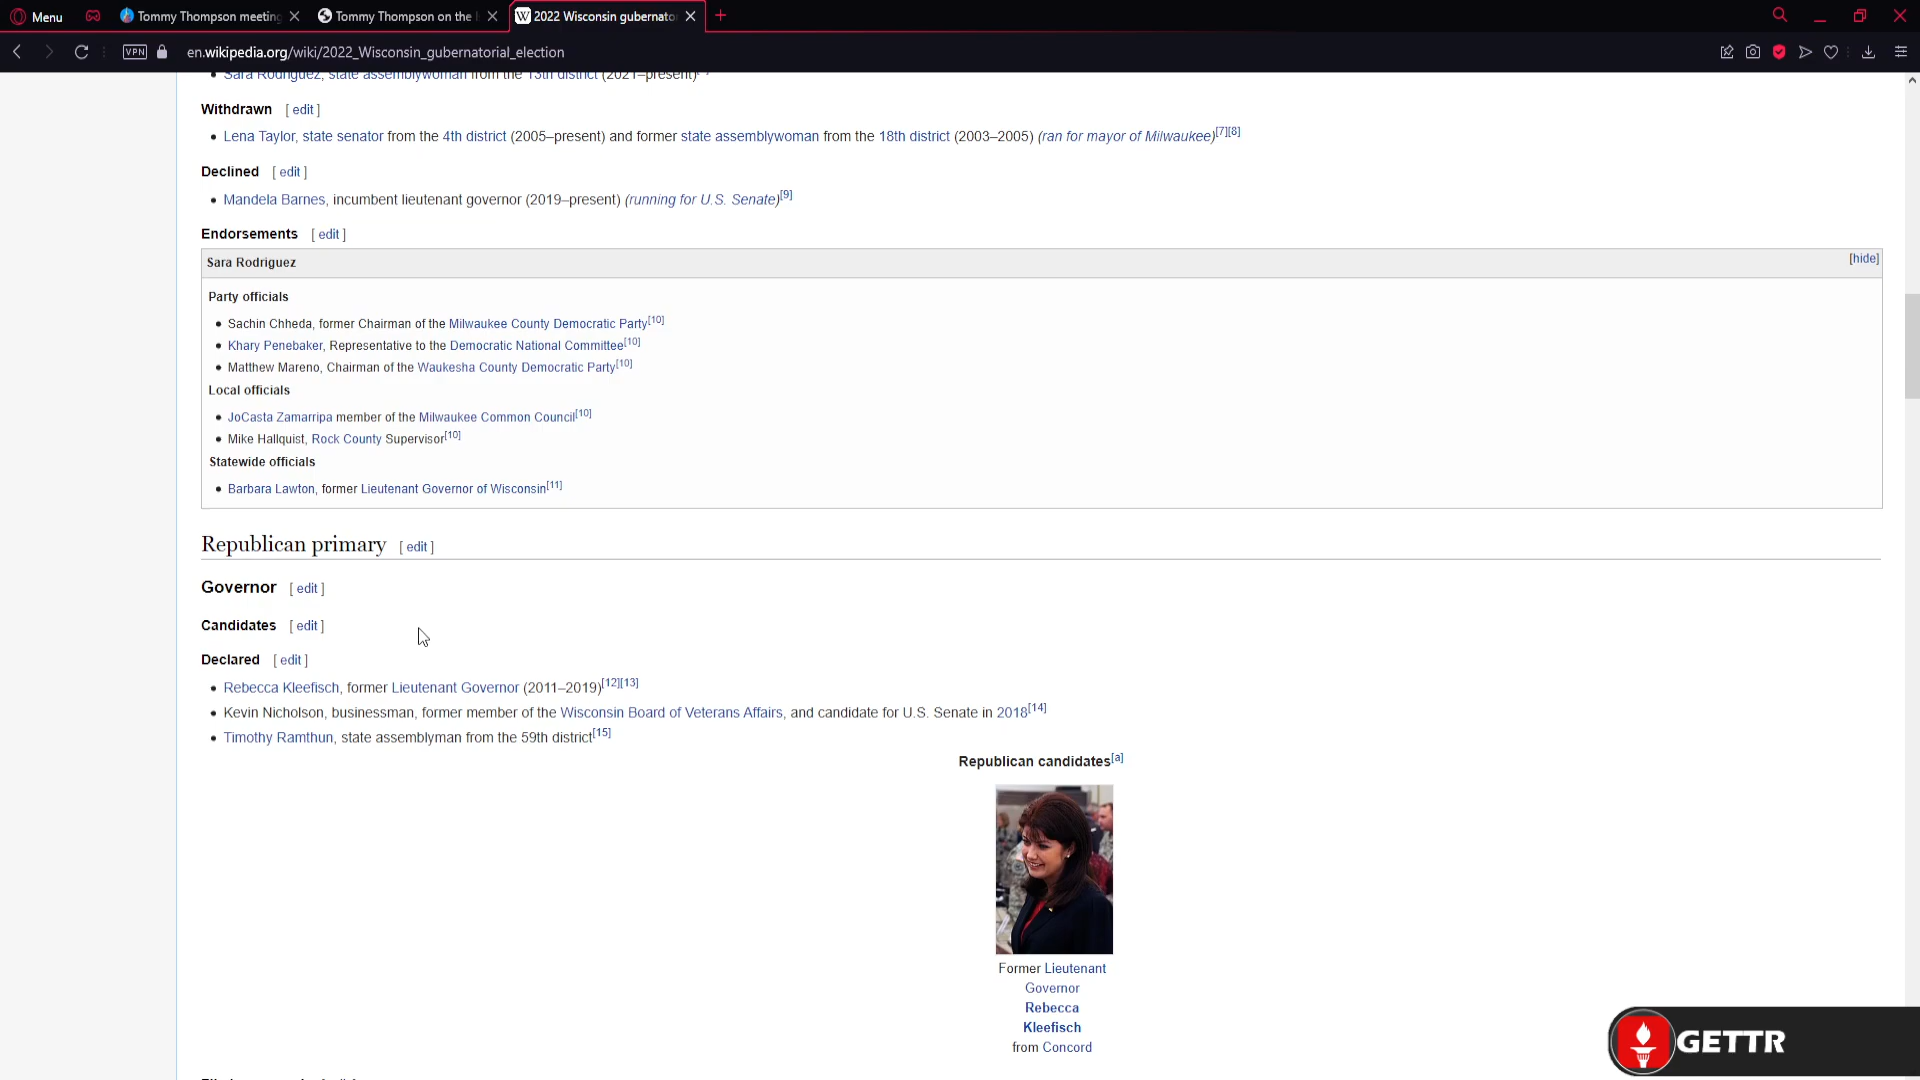 Menu
Tommy Thompson meeting
Tommy Thompson on the
2022 Wisconsin gubernato
VPN
en.wikipedia.org/wiki/2022_Wisconsin_gubernatorial_election
Sara Rodriguez, state assemblywoman from the 13th district (2021–present)
Withdrawn [ edit ]
Lena Taylor, state senator from the 4th district (2005–present) and former state assemblywoman from the 18th district (2003–2005) (ran for mayor of Milwaukee)[7][8]
Declined [ edit ]
Mandela Barnes, incumbent lieutenant governor (2019–present) (running for U.S. Senate)[9]
Endorsements [ edit ]
Sara Rodriguez [hide]
Party officials
Sachin Chheda, former Chairman of the Milwaukee County Democratic Party[10]
Khary Penebaker, Representative to the Democratic National Committee[10]
Matthew Mareno, Chairman of the Waukesha County Democratic Party[10]
Local officials
JoCasta Zamarripa member of the Milwaukee Common Council[10]
Mike Hallquist, Rock County Supervisor[10]
Statewide officials
Barbara Lawton, former Lieutenant Governor of Wisconsin[11]
Republican primary [ edit ]
Governor [ edit ]
Candidates [ edit ]
Declared [ edit ]
Rebecca Kleefisch, former Lieutenant Governor (2011–2019)[12][13]
Kevin Nicholson, businessman, former member of the Wisconsin Board of Veterans Affairs, and candidate for U.S. Senate in 2018[14]
Timothy Ramthun, state assemblyman from the 59th district[15]
Republican candidates[a]
Former Lieutenant
Governor
Rebecca
Kleefisch
from Concord
GETTR